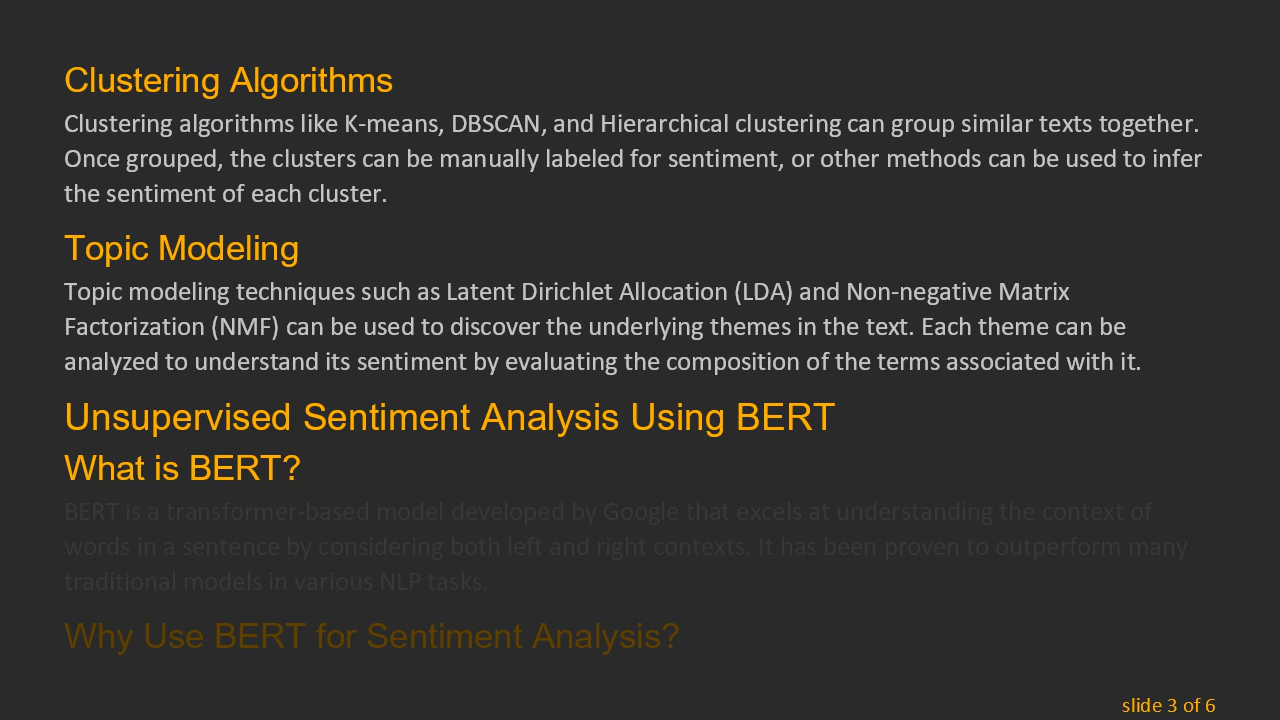 Clustering Algorithms
Clustering algorithms like K-means, DBSCAN, and Hierarchical clustering can group similar texts together.
Once grouped, the clusters can be manually labeled for sentiment, or other methods can be used to infer
the sentiment of each cluster.
Topic Modeling
Topic modeling techniques such as Latent Dirichlet Allocation (LDA) and Non-negative Matrix
Factorization (NMF) can be used to discover the underlying themes in the text. Each theme can be
analyzed to understand its sentiment by evaluating the composition of the terms associated with it.
Unsupervised Sentiment Analysis Using BERT
What is BERT?
BERT is a transformer-based model developed by Google that excels at understanding the context of
words in a sentence by considering both left and right contexts. It has been proven to outperform many
traditional models in various NLP tasks.
Why Use BERT for Sentiment Analysis?
slide 3 of 6